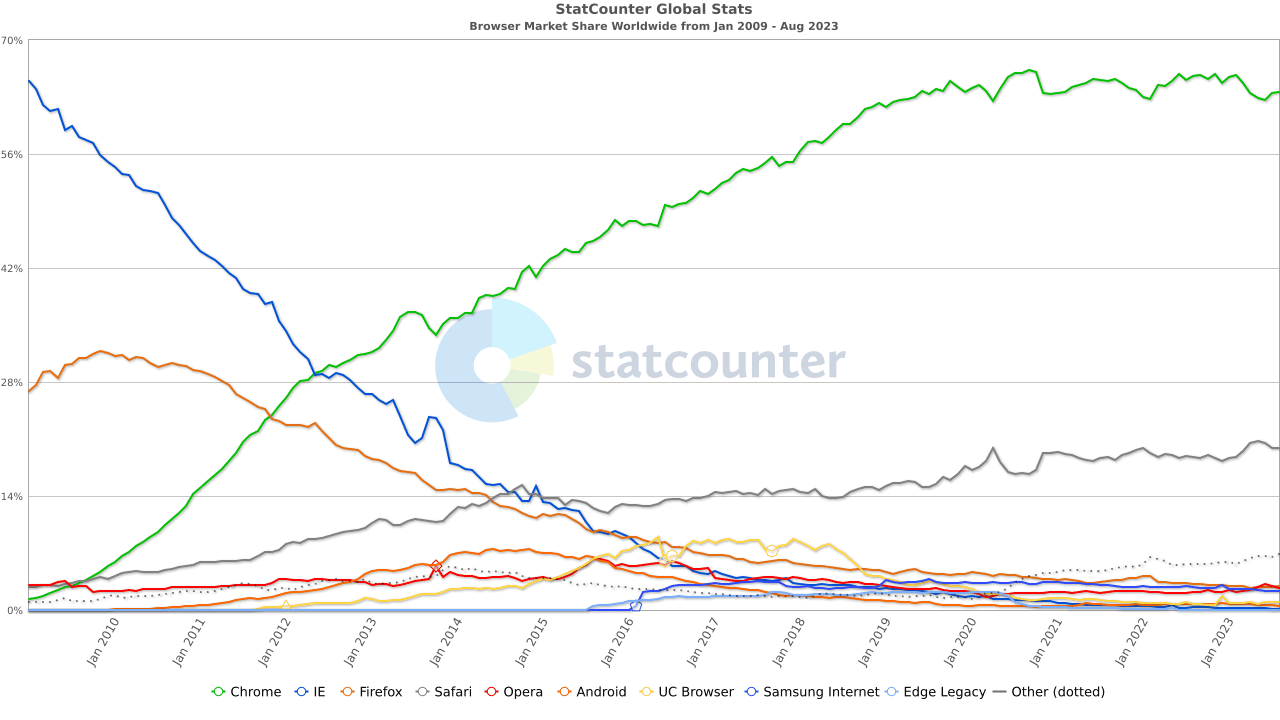 StatCounter Global Stats
Browser Market Share Worldwide from Jan 2009 - Aug 2023
70%
56%
42%
28%
14%
0%
statcounter
Jan 2010 Jan 2011 Jan 2012 Jan 2013 Jan 2014 Jan 2015 Jan 2016 Jan 2017 Jan 2018 Jan 2019 Jan 2020 Jan 2021 Jan 2022 Jan 2023
Chrome IE Firefox Safari Opera Android UC Browser Samsung Internet Edge Legacy Other (dotted)